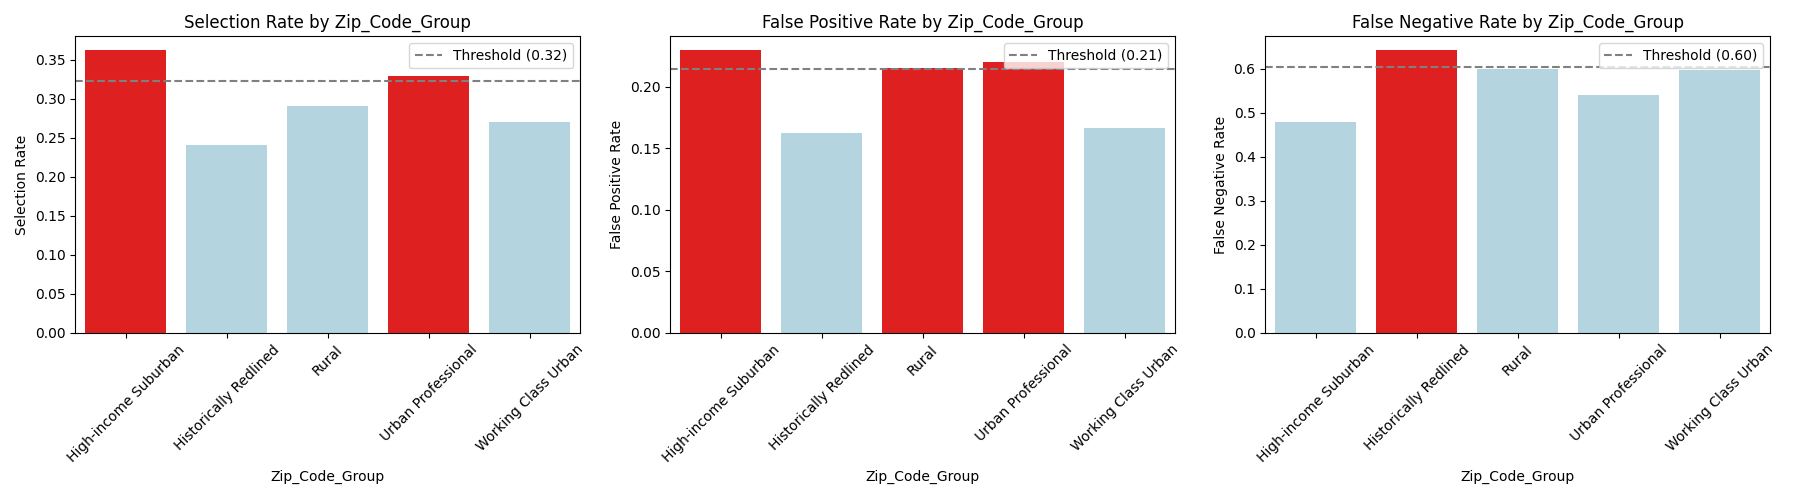 Selection Rate by Zip_Code_Group
Threshold (0.32)
Selection Rate
0.35
0.30
0.25
0.20
0.15
0.10
0.05
0.00
High-income Suburban
Historically Redlined
Rural
Urban Professional
Working Class Urban
Zip_Code_Group
False Positive Rate by Zip_Code_Group
Threshold (0.21)
False Positive Rate
0.20
0.15
0.10
0.05
0.00
High-income Suburban
Historically Redlined
Rural
Urban Professional
Working Class Urban
Zip_Code_Group
False Negative Rate by Zip_Code_Group
Threshold (0.60)
False Negative Rate
0.6
0.5
0.4
0.3
0.2
0.1
0.0
High-income Suburban
Historically Redlined
Rural
Urban Professional
Working Class Urban
Zip_Code_Group